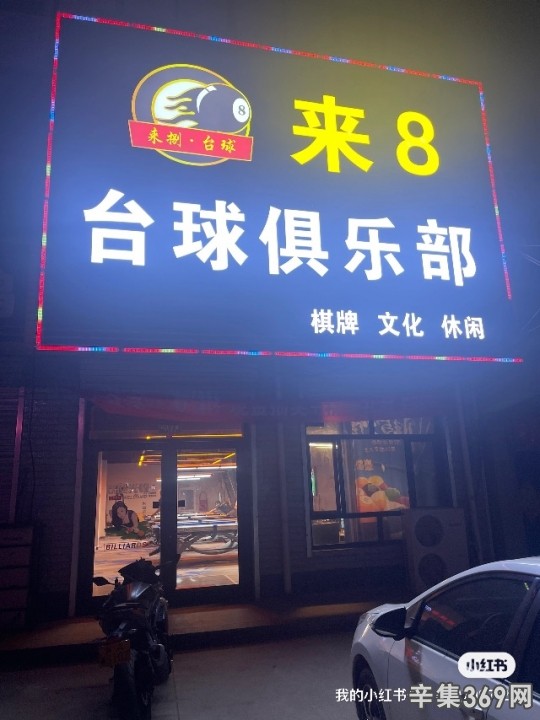 8
来捌·台球
来8
台球俱乐部
棋牌 文化 休闲
BILLIARDS
小红书
我的小红书
辛集369网